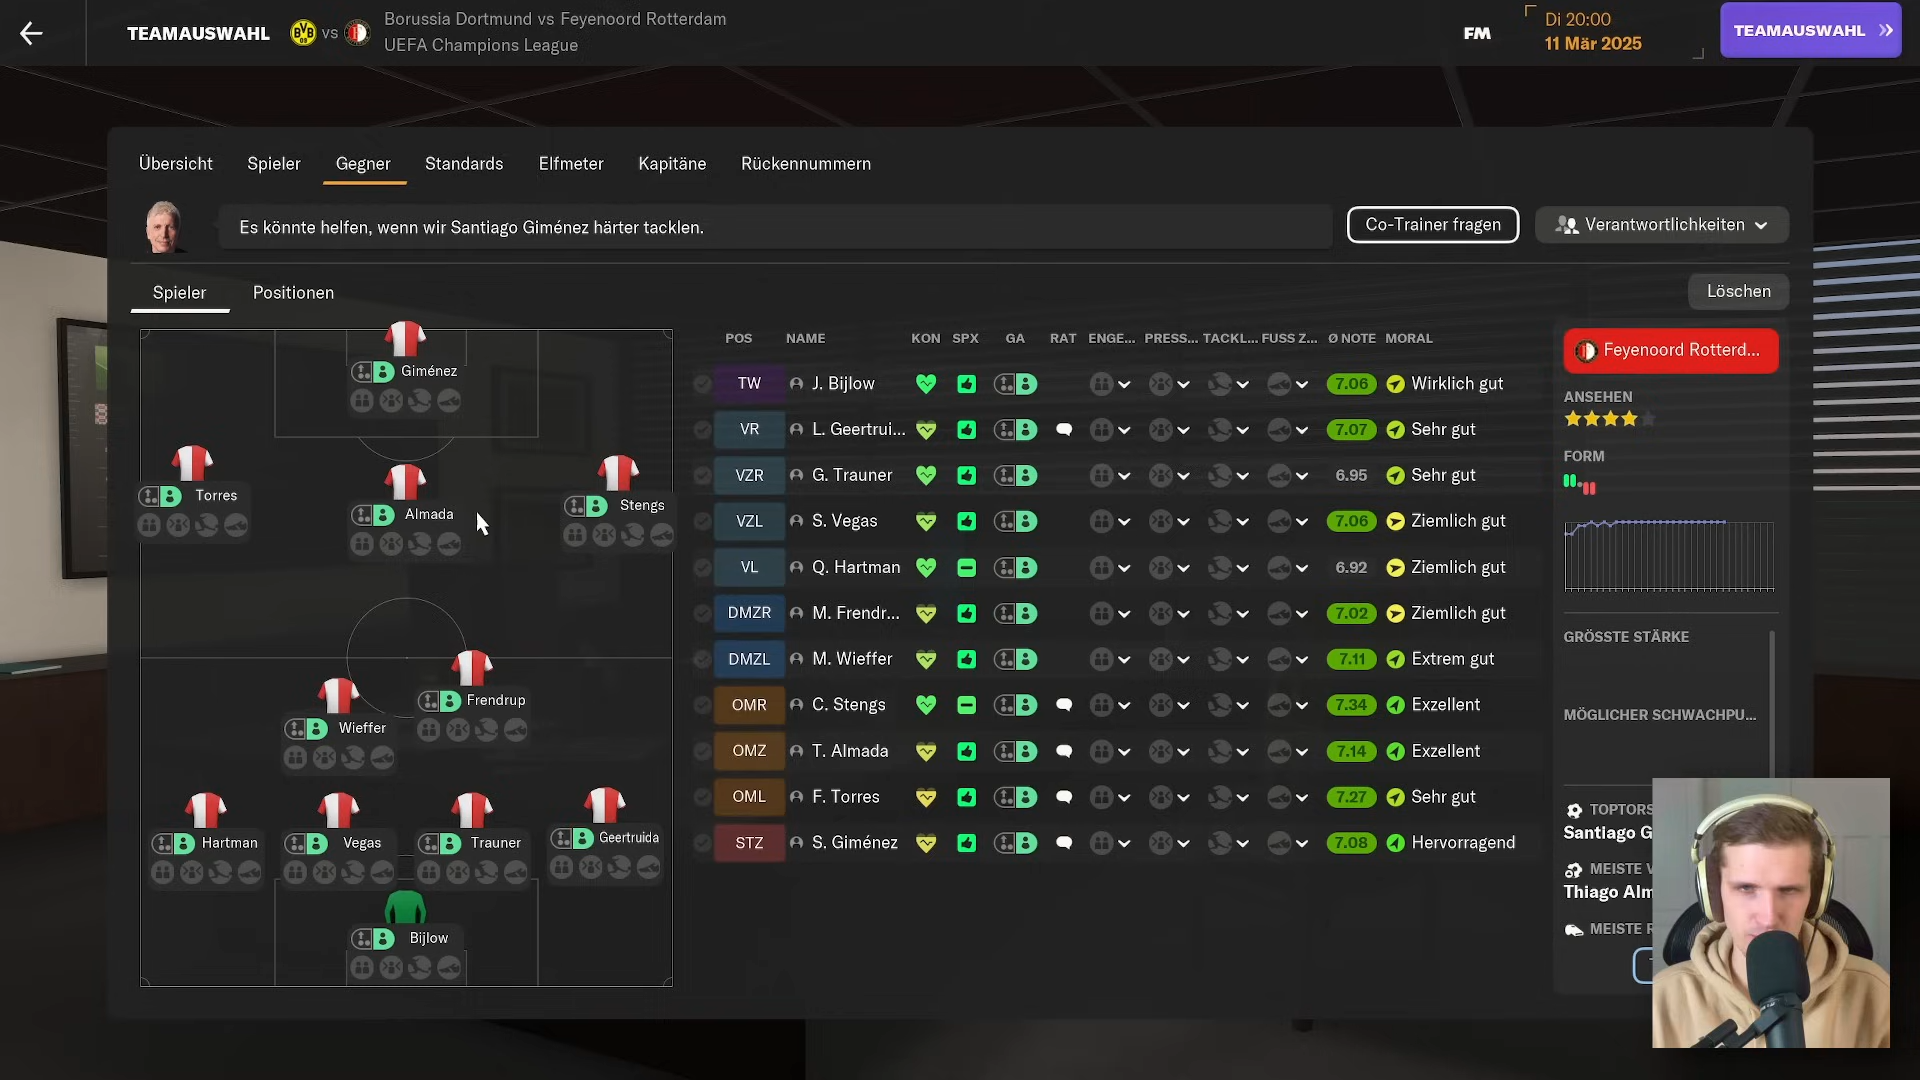 TEAMAUSWAHL
vs
Borussia Dortmund vs Feyenoord Rotterdam
UEFA Champions League
FM
Di 20:00
11 Mär 2025
TEAMAUSWAHL
Übersicht
Spieler
Gegner
Standards
Elfmeter
Kapitäne
Rückennummern
Es könnte helfen, wenn wir Santiago Giménez härter tacklen.
Co-Trainer fragen
Verantwortlichkeiten
Spieler
Positionen
Löschen
Giménez
Torres
Almada
Stengs
Frendrup
Wieffer
Hartman
Vegas
Trauner
Geertruida
Bijlow
POS NAME KON SPX GA RAT ENGE... PRESS... TACKL... FUSS Z... Ø NOTE MORAL
TW J. Bijlow 7.06 Wirklich gut
VR L. Geertrui... 7.07 Sehr gut
VZR G. Trauner 6.95 Sehr gut
VZL S. Vegas 7.06 Ziemlich gut
VL Q. Hartman 6.92 Ziemlich gut
DMZR M. Frendr... 7.02 Ziemlich gut
DMZL M. Wieffer 7.11 Extrem gut
OMR C. Stengs 7.34 Exzellent
OMZ T. Almada 7.14 Exzellent
OML F. Torres 7.27 Sehr gut
STZ S. Giménez 7.08 Hervorragend
Feyenoord Rotterd...
ANSEHEN
FORM
GRÖSSTE STÄRKE
MÖGLICHER SCHWACHPU...
TOPTORS
Santiago G
MEISTE V
Thiago Alm
MEISTE R